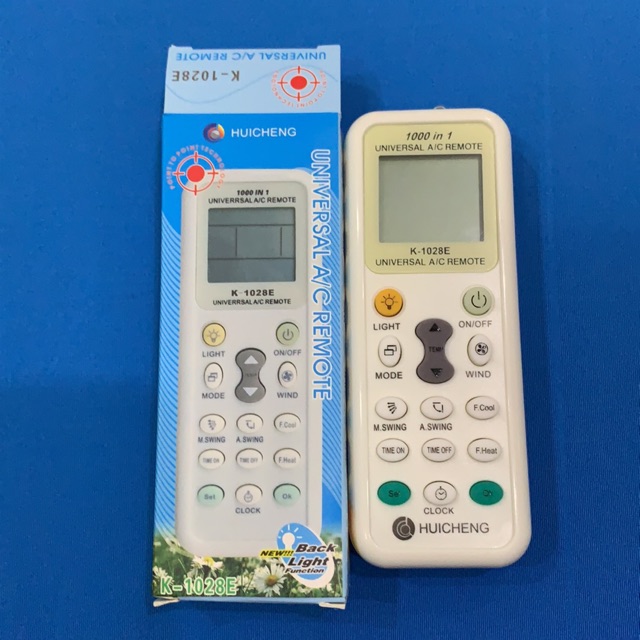 UNIVERSAL A/C REMOTE
K-1028E
HUICHENG
UNIVERSAL A/C REMOTE
1000 IN 1
UNIVERRSAL A/C REMOTE
K-1028E
UNIVERRSAL A/C REMOTE
LIGHT
ON/OFF
MODE
WIND
M.SWING
A.SWING
F.Cool
TIME ON
TIME OFF
F.Heat
Set
Ok
CLOCK
NEW!!!
Back
Light
Function
K-1028E
1000 in 1
UNIVERSAL A/C REMOTE
K-1028E
UNIVERSAL A/C REMOTE
LIGHT
ON/OFF
TEMP
MODE
WIND
M.SWING
A.SWING
F.Cool
TIME ON
TIME OFF
F.Heat
CLOCK
HUICHENG